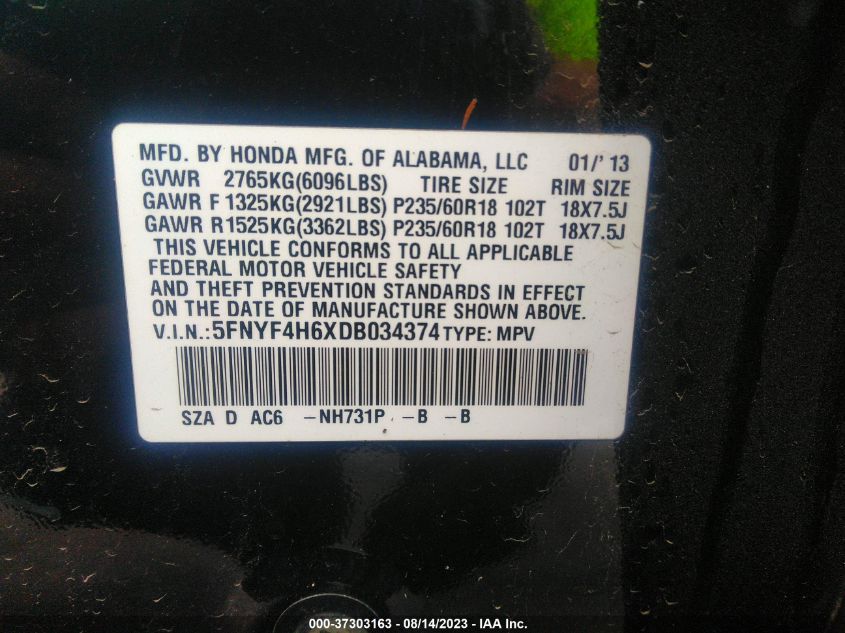 MFD. BY HONDA MFG. OF ALABAMA, LLC 01/'13
GVWR 2765KG(6096LBS) TIRE SIZE RIM SIZE
GAWR F 1325KG(2921LBS) P235/60R18 102T 18X7.5J
GAWR R 1525KG(3362LBS) P235/60R18 102T 18X7.5J
THIS VEHICLE CONFORMS TO ALL APPLICABLE
FEDERAL MOTOR VEHICLE SAFETY
AND THEFT PREVENTION STANDARDS IN EFFECT
ON THE DATE OF MANUFACTURE SHOWN ABOVE.
V.I.N.: 5FNYF4H6XDB034374 TYPE: MPV
SZA D AC6 -NH731P -B -B
000-37303163 - 08/14/2023 - IAA Inc.